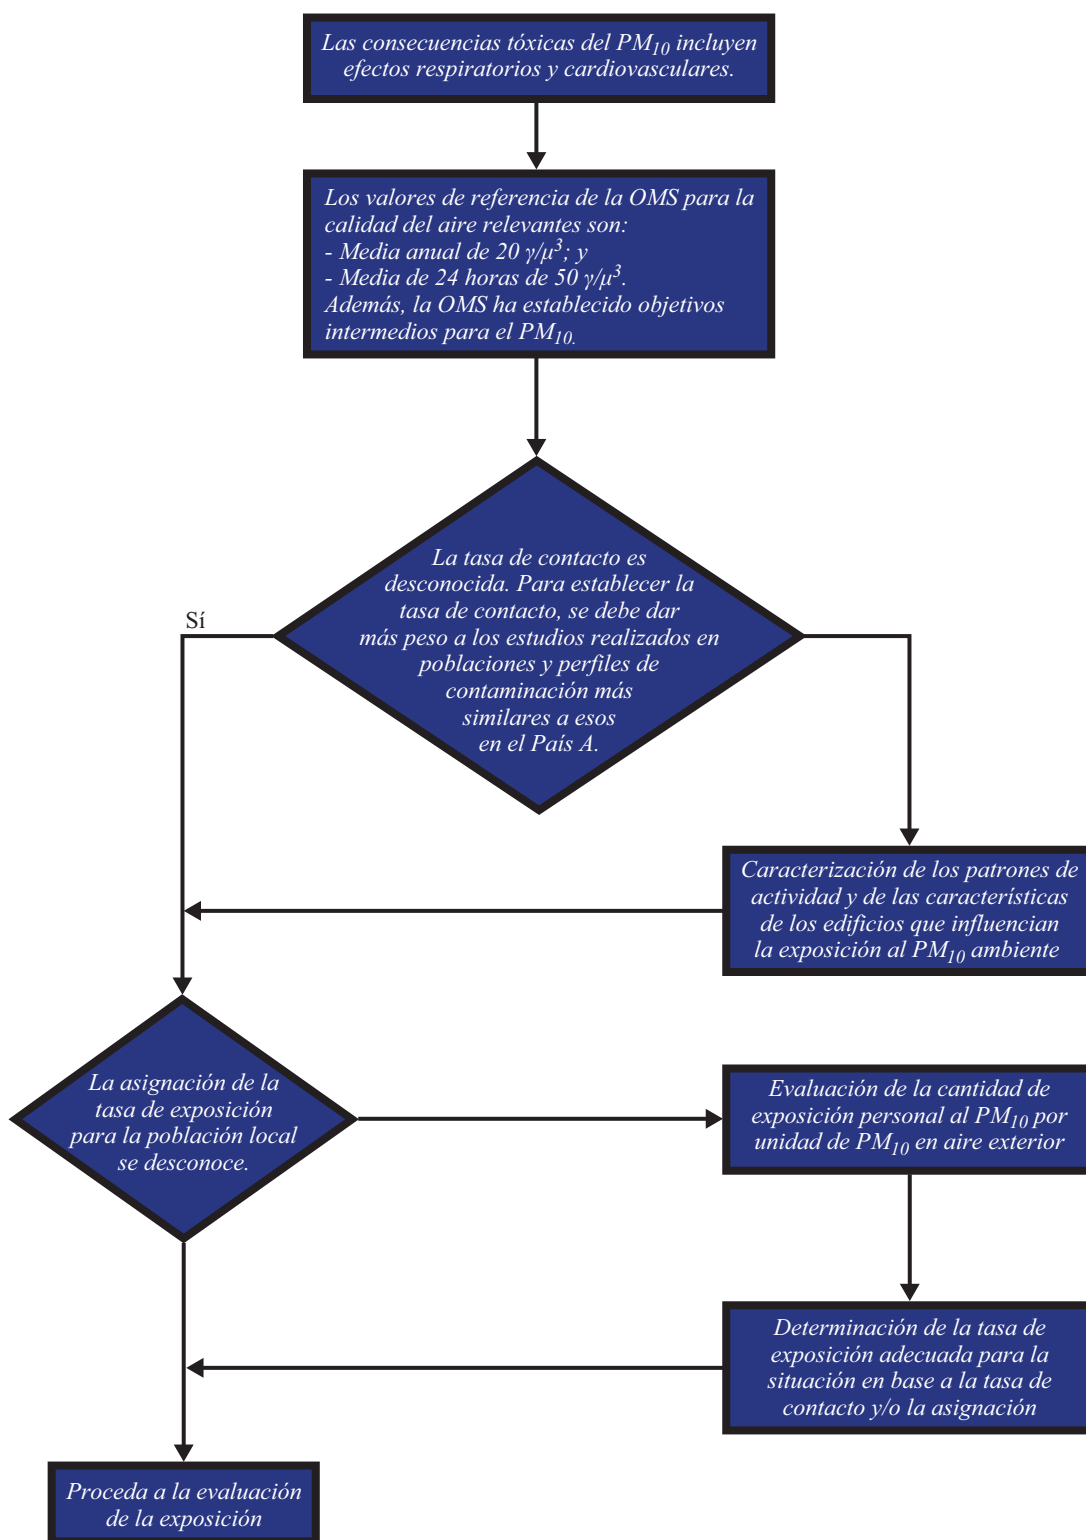 Las consecuencias tóxicas del PM10 incluyen
efectos respiratorios y cardiovasculares.
Los valores de referencia de la OMS para la
calidad del aire relevantes son:
- Media anual de 20 γ/μ³; y
- Media de 24 horas de 50 γ/μ³.
Además, la OMS ha establecido objetivos
intermedios para el PM10.
La tasa de contacto es
desconocida. Para establecer la
tasa de contacto, se debe dar
más peso a los estudios realizados en
poblaciones y perfiles de
contaminación más
similares a esos
en el País A.
Sí
Caracterización de los patrones de
actividad y de las características
de los edificios que influencian
la exposición al PM10 ambiente
La asignación de la
tasa de exposición
para la población local
se desconoce.
Evaluación de la cantidad de
exposición personal al PM10 por
unidad de PM10 en aire exterior
Determinación de la tasa de
exposición adecuada para la
situación en base a la tasa de
contacto y/o la asignación
Proceda a la evaluación
de la exposición